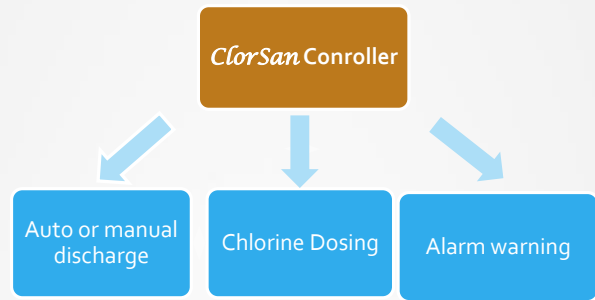 ClorSan Conroller
Auto or manual
discharge
Chlorine Dosing
Alarm warning